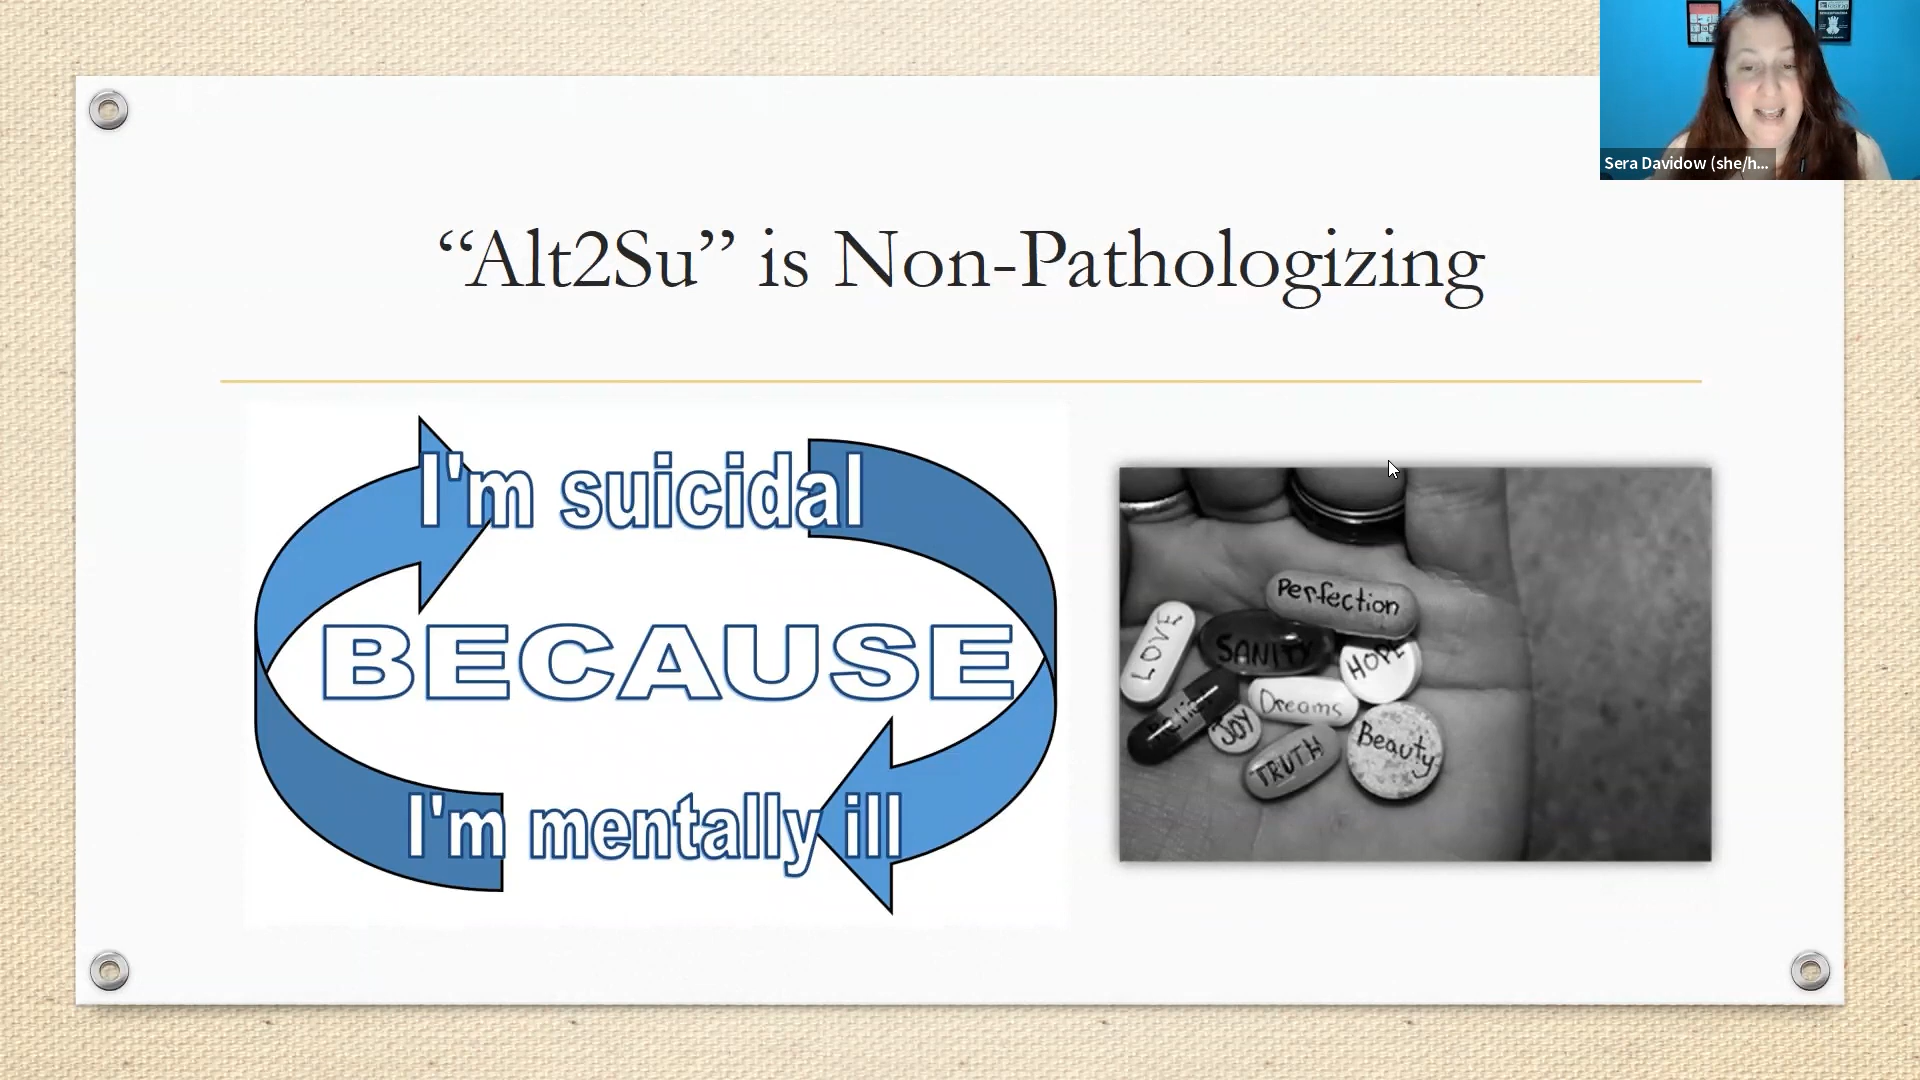 Sera Davidow (she/h...
“Alt2Su” is Non-Pathologizing
I'm suicidal
BECAUSE
I'm mentally ill
Perfection
LOVE
SANITY
HOPE
Dreams
JOY
TRUTH
Beauty